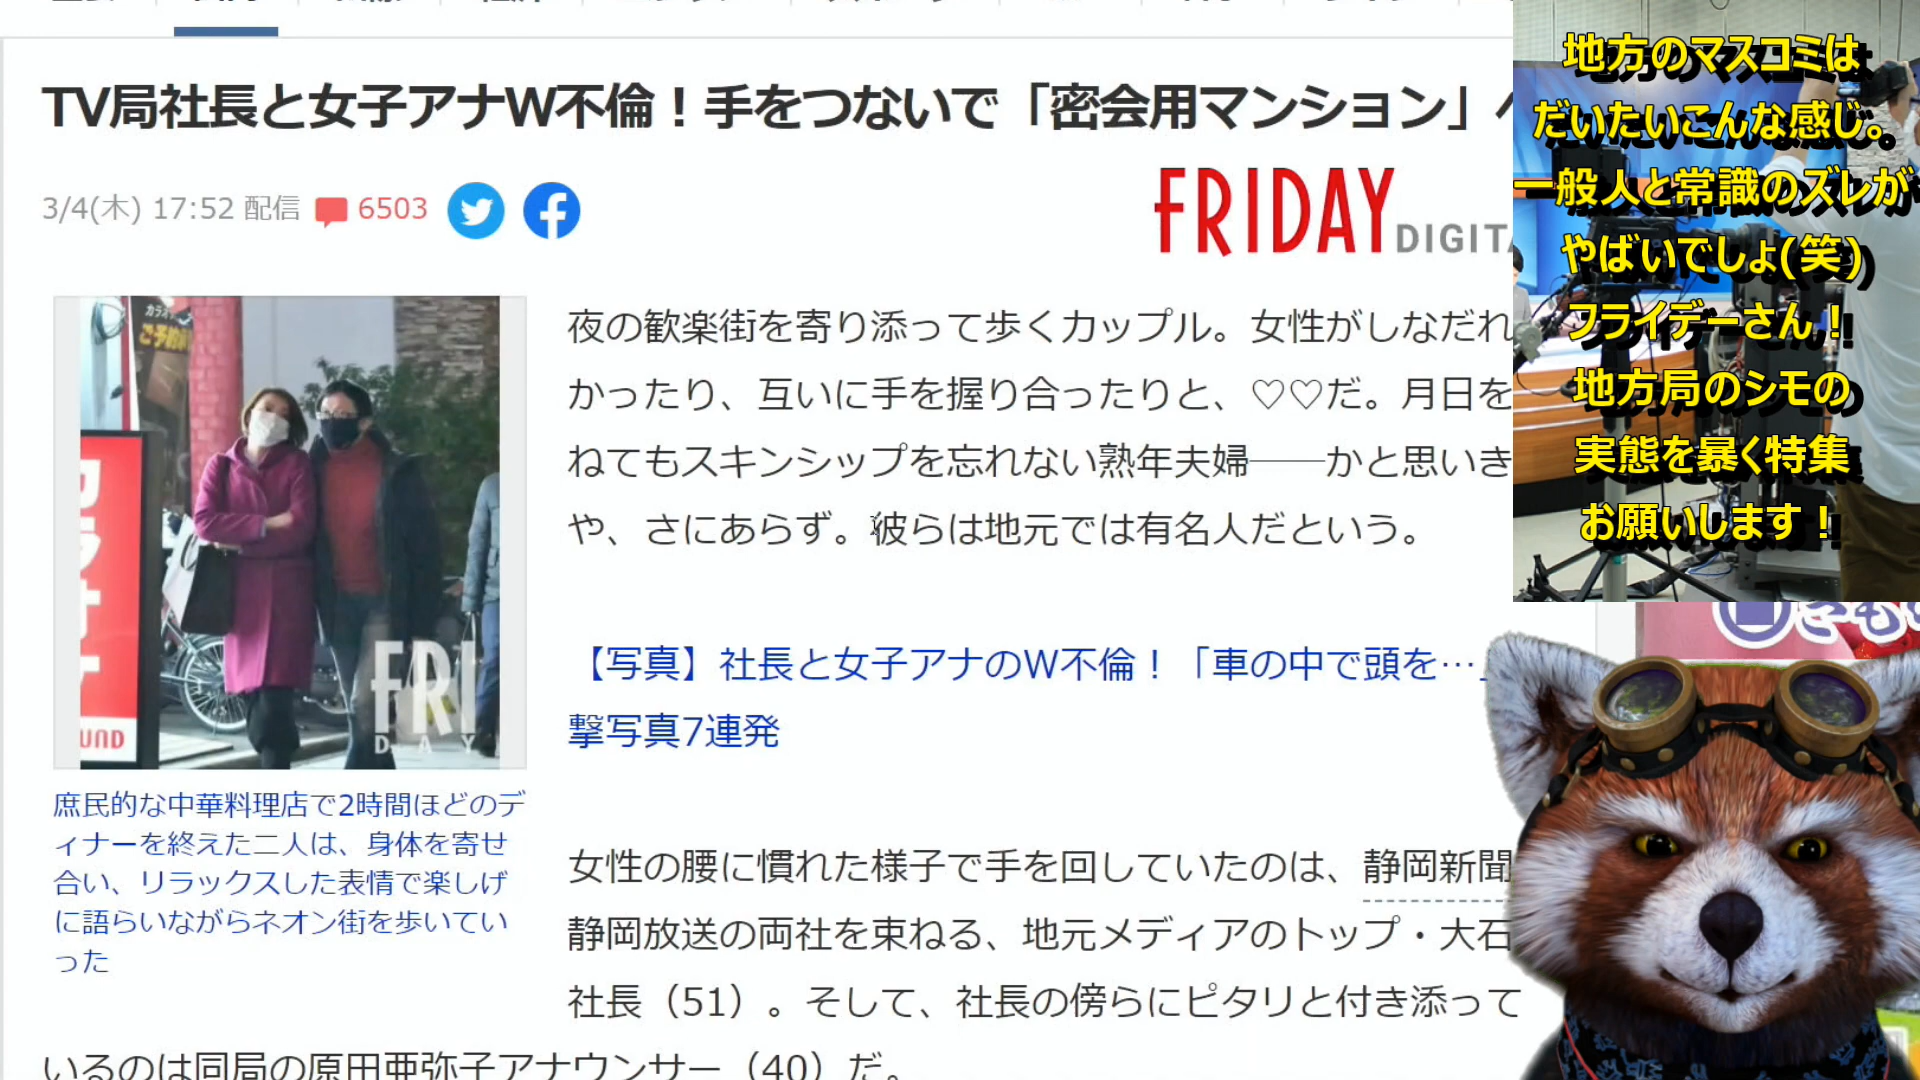 TV局社長と女子アナW不倫！手をつないで「密会用マンション」へ
3/4(木) 17:52 配信
6503
FRIDAY DIGITA
夜の歓楽街を寄り添って歩くカップル。女性がしなだれ
かったり、互いに手を握り合ったりと、♡♡だ。月日を
ねてもスキンシップを忘れない熟年夫婦――かと思いき
や、さにあらず。彼らは地元では有名人だという。
【写真】社長と女子アナのW不倫！「車の中で頭を…」
撃写真7連発
女性の腰に慣れた様子で手を回していたのは、静岡新聞
静岡放送の両社を束ねる、地元メディアのトップ・大石
社長（51）。そして、社長の傍らにピタリと付き添って
いるのは同局の原田亜弥子アナウンサー（40）だ。
カラオ
ご予約
カラオケ
UND
FRI
DAY
庶民的な中華料理店で2時間ほどのデ
ィナーを終えた二人は、身体を寄せ
合い、リラックスした表情で楽しげ
に語らいながらネオン街を歩いてい
った
地方のマスコミは
だいたいこんな感じ。
一般人と常識のズレが
やばいでしょ(笑)
フライデーさん！
地方局のシモの
実態を暴く特集
お願いします！